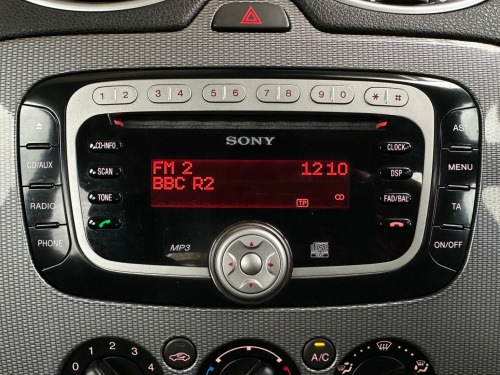 1 2 3 4 5 6 7 8 9 0 * #
SONY
CD-INFO
CLOCK
AST
CD/AUX
SCAN
FM 2 1210
DSP
MENU
BBC R2
RADIO
TONE
TP
FAD/BAL
TA
PHONE
MP3
ON/OFF
0 1 2 3 4
A/C